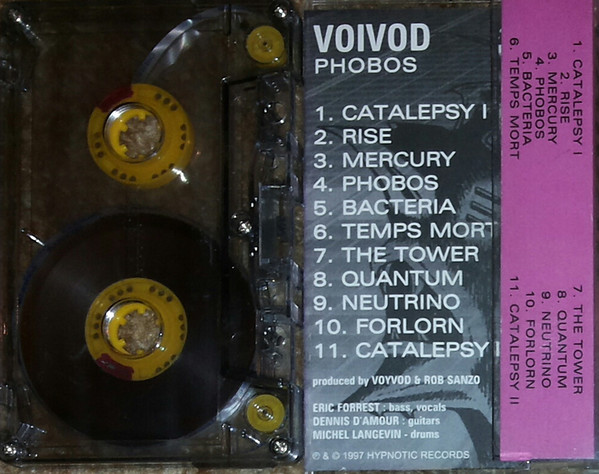 VOIVOD
PHOBOS
1. CATALEPSY I
2. RISE
3. MERCURY
4. PHOBOS
5. BACTERIA
6. TEMPS MORT
7. THE TOWER
8. QUANTUM
9. NEUTRINO
10. FORLORN
11. CATALEPSY I
produced by VOYVOD & ROB SANZO
ERIC FORREST : bass, vocals
DENNIS D'AMOUR : guitars
MICHEL LANGEVIN - drums
℗ & © 1997 HYPNOTIC RECORDS
1. CATALEPSY I
2. RISE
3. MERCURY
4. PHOBOS
5. BACTERIA
6. TEMPS MORT
7. THE TOWER
8. QUANTUM
9. NEUTRINO
10. FORLORN
11. CATALEPSY II